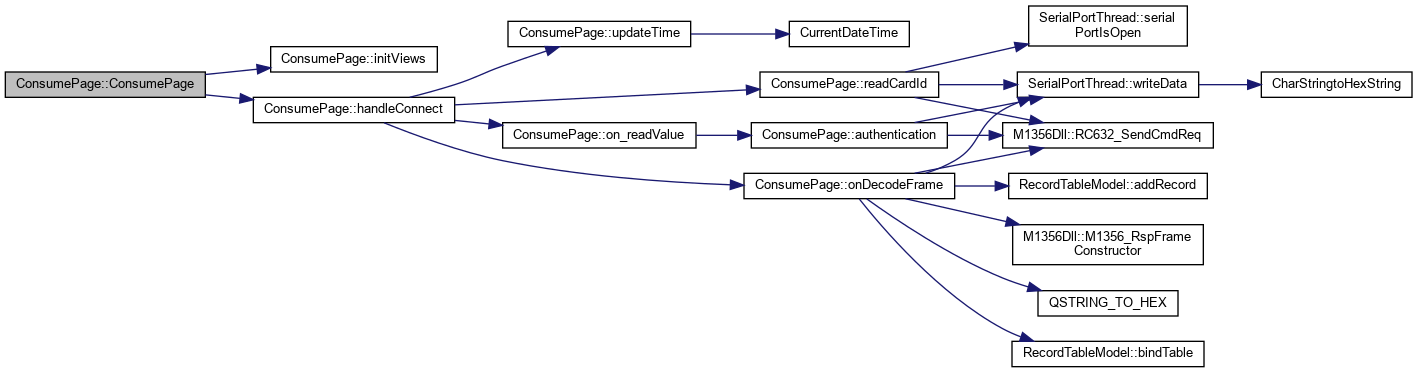 ConsumePage::ConsumePage
ConsumePage::initViews
ConsumePage::handleConnect
ConsumePage::updateTime
CurrentDateTime
ConsumePage::readCardId
SerialPortThread::serial
PortIsOpen
SerialPortThread::writeData
CharStringtoHexString
ConsumePage::on_readValue
ConsumePage::authentication
M1356Dll::RC632_SendCmdReq
ConsumePage::onDecodeFrame
RecordTableModel::addRecord
M1356Dll::M1356_RspFrame
Constructor
QSTRING_TO_HEX
RecordTableModel::bindTable